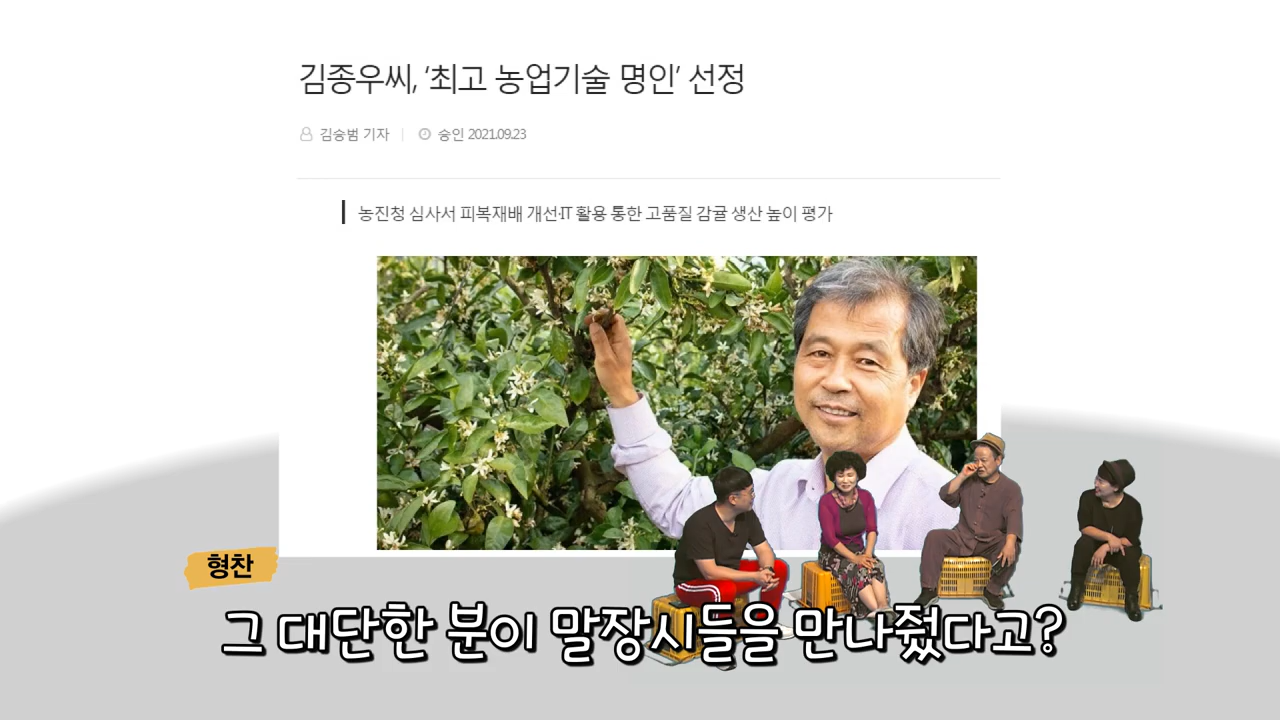 김종우씨, ‘최고 농업기술 명인’ 선정
김승범 기자 | 승인 2021.09.23
농진청 심사서 피복재배 개선·IT 활용 통한 고품질 감귤 생산 높이 평가
형찬
그 대단한 분이 말장시들을 만나줬다고?